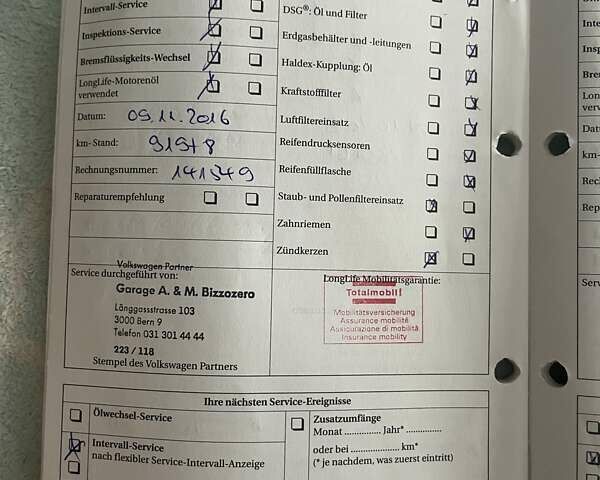 Intervall-Service
Inspektions-Service
Bremsflüssigkeits-Wechsel
LongLife-Motorenöl
verwendet
Datum: 09.11.2016
km-Stand: 91978
Rechnungsnummer: 141349
Reparaturempfehlung
DSG®: Öl und Filter
Erdgasbehälter und -leitungen
Haldex-Kupplung: Öl
Kraftstofffilter
Luftfiltereinsatz
Reifendrucksensoren
Reifenfüllflasche
Staub- und Pollenfiltereinsatz
Zahnriemen
Zündkerzen
Volkswagen Partner
Service durchgeführt von:
Garage A. & M. Bizzozero
Länggassstrasse 103
3000 Bern 9
Telefon 031 301 44 44
223 / 118
Stempel des Volkswagen Partners
LongLife Mobilitätsgarantie:
Totalmobil!
Mobilitätsversicherung
Assurance mobilité
Assicurazione di mobilità
Insurance mobility
Ihre nächsten Service-Ereignisse
Ölwechsel-Service
Intervall-Service
nach flexibler Service-Intervall-Anzeige
Zusatzumfänge
Monat ............... Jahr* ...............
oder bei ..................... km*
(* je nachdem, was zuerst eintritt)